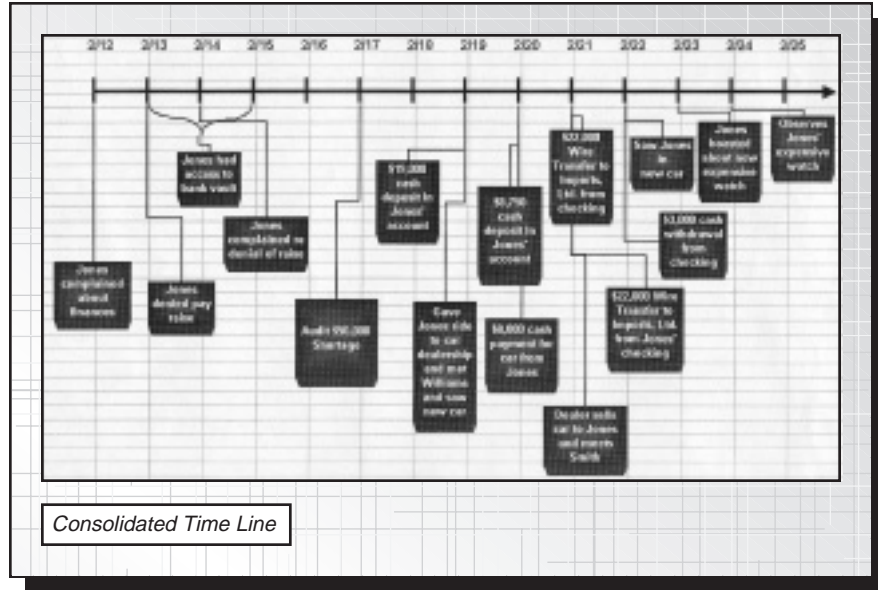 2/12 2/13 2/14 2/15 2/16 2/17 2/18 2/19 2/20 2/21 2/22 2/23 2/24 2/25
Jones had
access to
bank vault
Jones
complained re
denial of raise
Jones
complained
about
finances
Jones
denied pay
raise
Audit $90,000
Shortage
$19,000
cash
deposit in
Jones'
account
Gave
Jones ride
to car
dealership
and met
Williams
and saw
new car
cash
deposit in
Jones'
account
$8,000 cash
payment for
car from
Jones
$22,000
Wire
Transfer to
Imports,
Ltd. from
checking
Dealer sells
car to Jones
and meets
Smith
$22,000 Wire
Transfer to
Imports, Ltd.
from Jones'
checking
Saw Jones
in
new car
$3,000 cash
withdrawal
from
checking
Jones
boasted
about new
expensive
watch
Observes
Jones'
expensive
watch
Consolidated Time Line